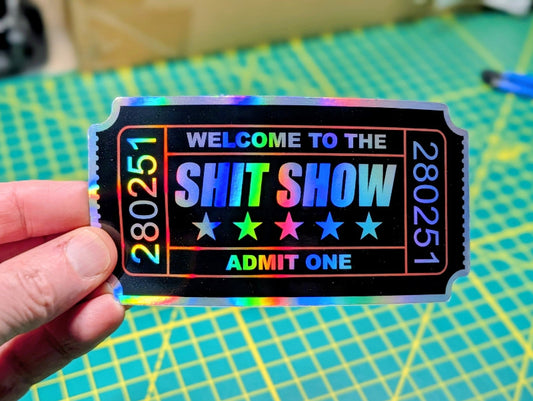 280251
WELCOME TO THE
SHIT SHOW
ADMIT ONE
280251